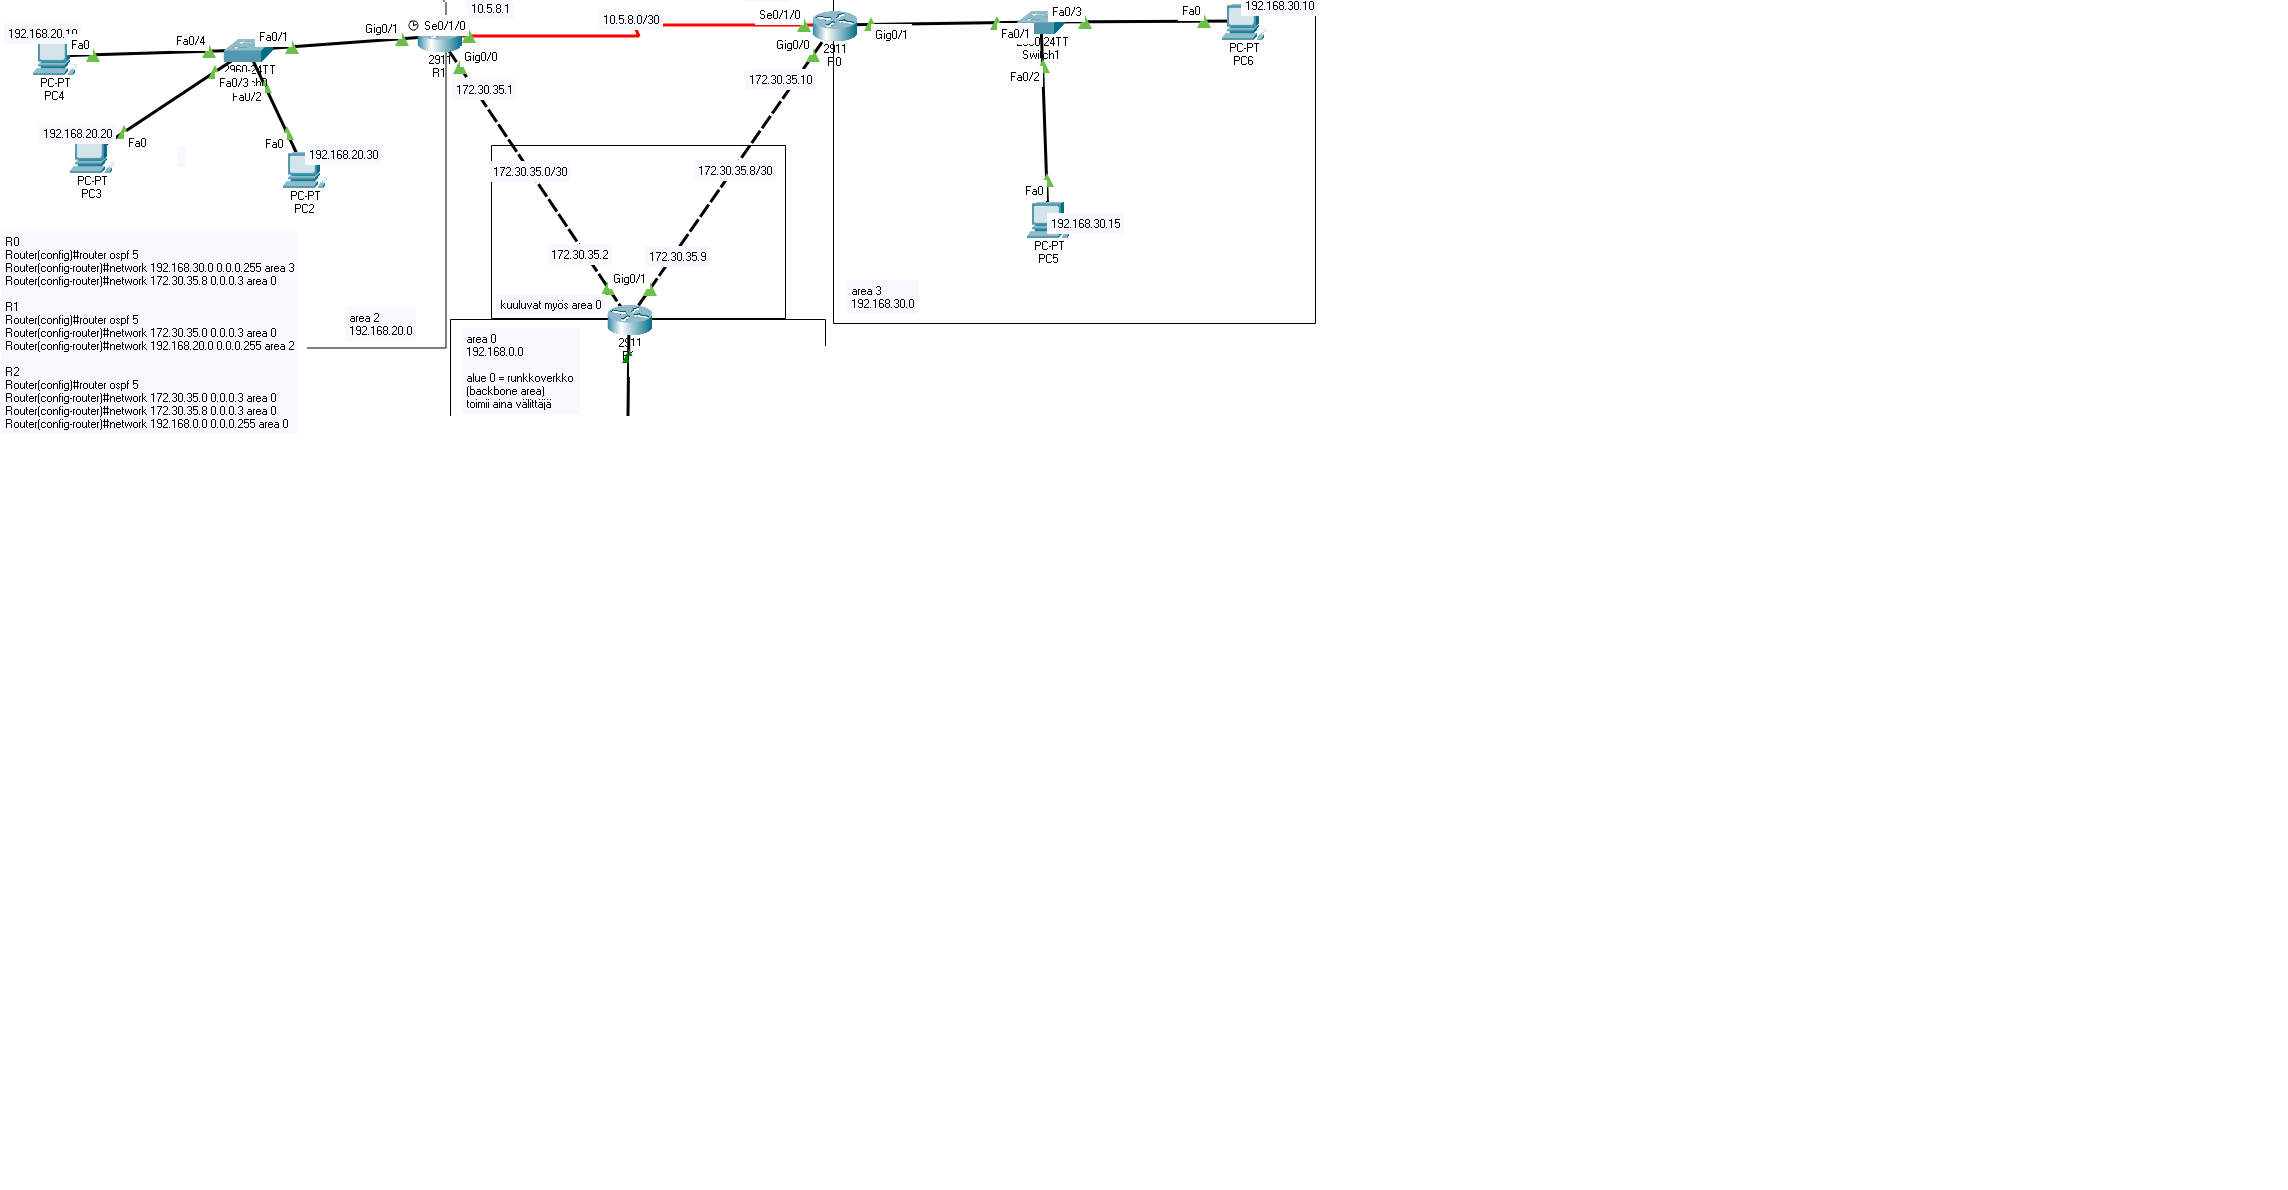 192.168.20.10
Fa0
PC-PT
PC4
Fa0/4
Fa0/1
2960-24TT
Fa0/3
Fa0/2
192.168.20.20
Fa0
PC-PT
PC3
Fa0
192.168.20.30
PC-PT
PC2
Gig0/1
Se0/1/0
10.5.8.1
2911
R1
Gig0/0
172.30.35.1
10.5.8.0/30
Se0/1/0
Gig0/0
Gig0/1
2911
R0
172.30.35.10
Fa0/1
Fa0/3
Switch1
Fa0/2
Fa0
192.168.30.10
PC-PT
PC6
Fa0
192.168.30.15
PC-PT
PC5
172.30.35.0/30
172.30.35.8/30
172.30.35.2
172.30.35.9
Gig0/1
kuuluvat myös area 0
2911
area 3
192.168.30.0
area 2
192.168.20.0
area 0
192.168.0.0
alue 0 = runkkoverkko
(backbone area)
toimii aina välittäjä
R0
Router(config)#router ospf 5
Router(config-router)#network 192.168.30.0 0.0.0.255 area 3
Router(config-router)#network 172.30.35.8 0.0.0.3 area 0
R1
Router(config)#router ospf 5
Router(config-router)#network 172.30.35.0 0.0.0.3 area 0
Router(config-router)#network 192.168.20.0 0.0.0.255 area 2
R2
Router(config)#router ospf 5
Router(config-router)#network 172.30.35.0 0.0.0.3 area 0
Router(config-router)#network 172.30.35.8 0.0.0.3 area 0
Router(config-router)#network 192.168.0.0 0.0.0.255 area 0